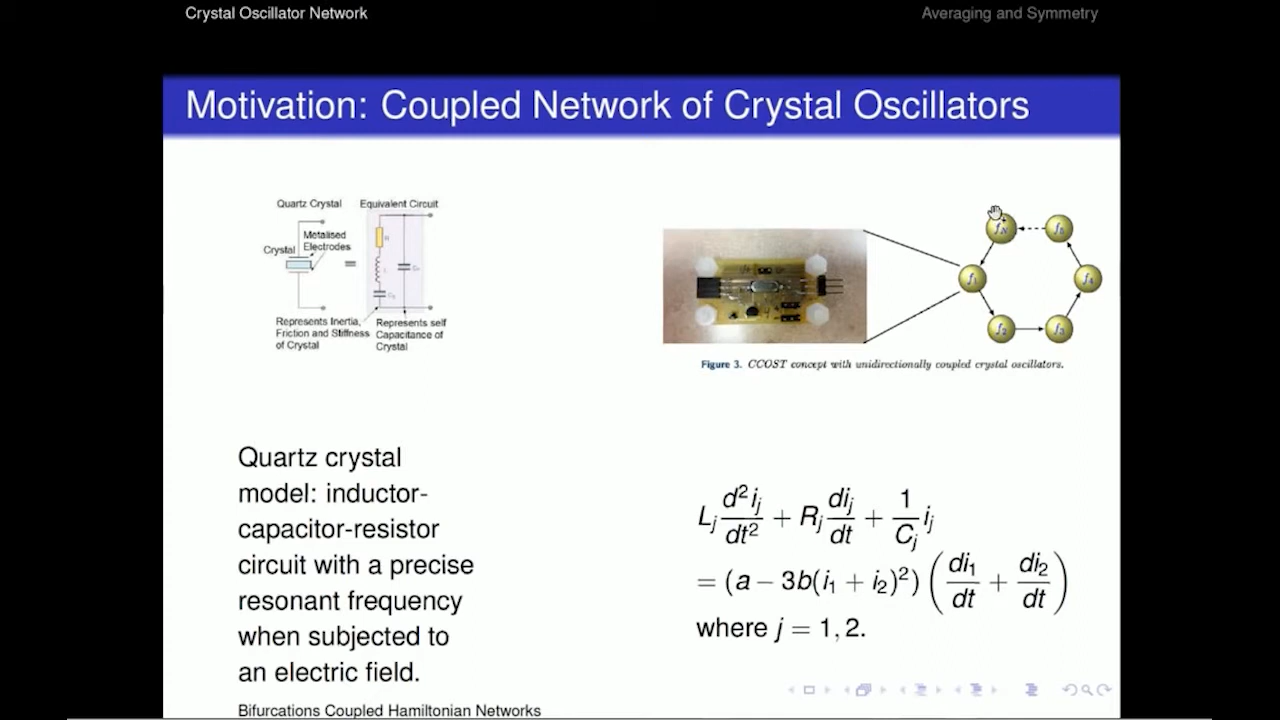 Crystal Oscillator Network
Averaging and Symmetry
Motivation: Coupled Network of Crystal Oscillators
Quartz Crystal
Equivalent Circuit
Metalised
Electrodes
Crystal
=
Represents Inertia,
Friction and Stiffness
of Crystal
Represents self
Capacitance of
Crystal
Figure 3. CCOST concept with unidirectionally coupled crystal oscillators.
Quartz crystal
model: inductor-
capacitor-resistor
circuit with a precise
resonant frequency
when subjected to
an electric field.
L_j d²i_j/dt² + R_j di_j/dt + 1/C_j i_j
= (a − 3b(i₁ + i₂)²) (di₁/dt + di₂/dt)
where j = 1, 2.
Bifurcations Coupled Hamiltonian Networks